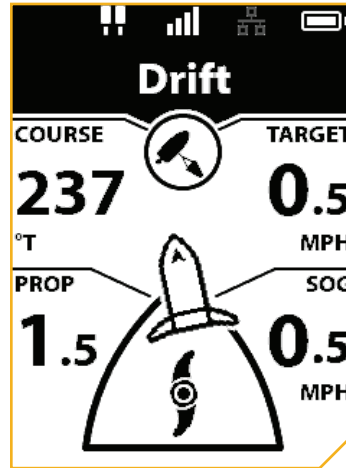 Drift
COURSE
TARGET
237
0.5
°T
MPH
PROP
SOG
1.5
0.5
MPH